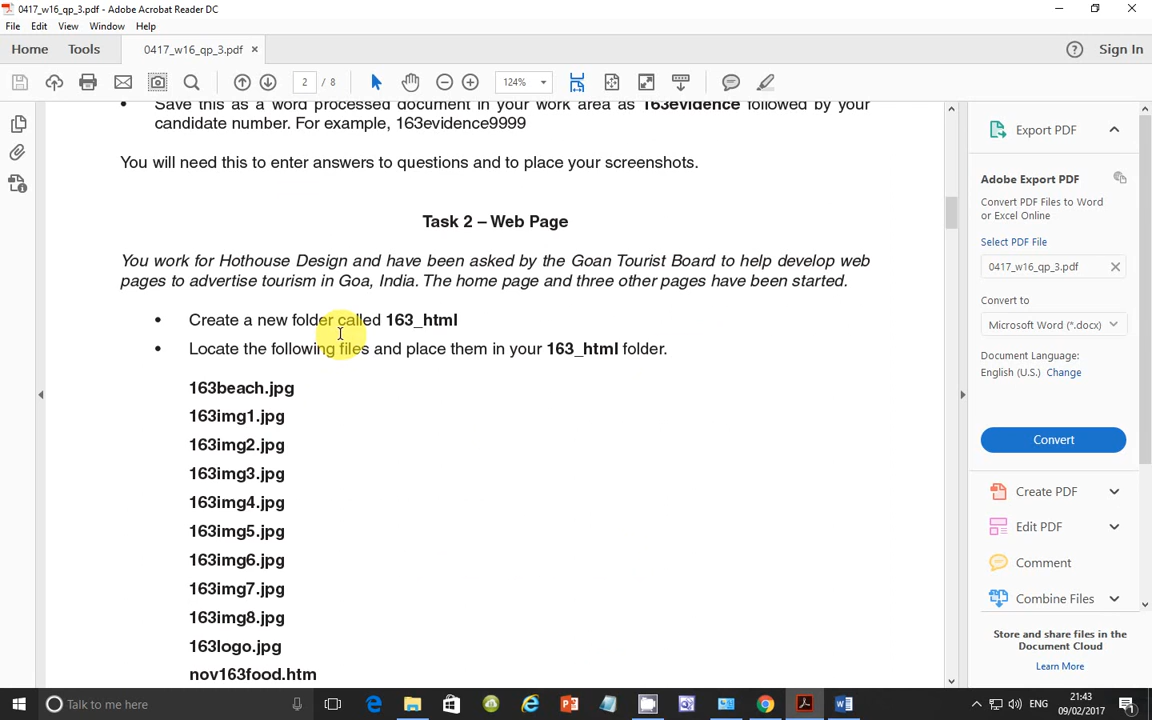 0417_w16_qp_3.pdf - Adobe Acrobat Reader DC
File Edit View Window Help
Home Tools 0417_w16_qp_3.pdf × Sign In
2 / 8 124%
• Save this as a word processed document in your work area as 163evidence followed by your
candidate number. For example, 163evidence9999
You will need this to enter answers to questions and to place your screenshots.
Task 2 – Web Page
You work for Hothouse Design and have been asked by the Goan Tourist Board to help develop web
pages to advertise tourism in Goa, India. The home page and three other pages have been started.
• Create a new folder called 163_html
• Locate the following files and place them in your 163_html folder.
163beach.jpg
163img1.jpg
163img2.jpg
163img3.jpg
163img4.jpg
163img5.jpg
163img6.jpg
163img7.jpg
163img8.jpg
163logo.jpg
nov163food.htm
Export PDF
Adobe Export PDF
Convert PDF Files to Word
or Excel Online
Select PDF File
0417_w16_qp_3.pdf
Convert to
Microsoft Word (*.docx)
Document Language:
English (U.S.) Change
Convert
Create PDF
Edit PDF
Comment
Combine Files
Store and share files in the
Document Cloud
Learn More
Talk to me
ENG
21:43
09/02/2017
1